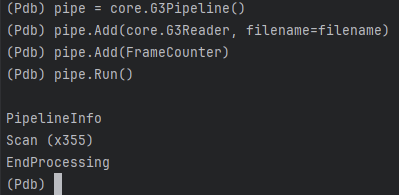 (Pdb) pipe = core.G3Pipeline()
(Pdb) pipe.Add(core.G3Reader, filename=filename)
(Pdb) pipe.Add(FrameCounter)
(Pdb) pipe.Run()
PipelineInfo
Scan (x355)
EndProcessing
(Pdb)